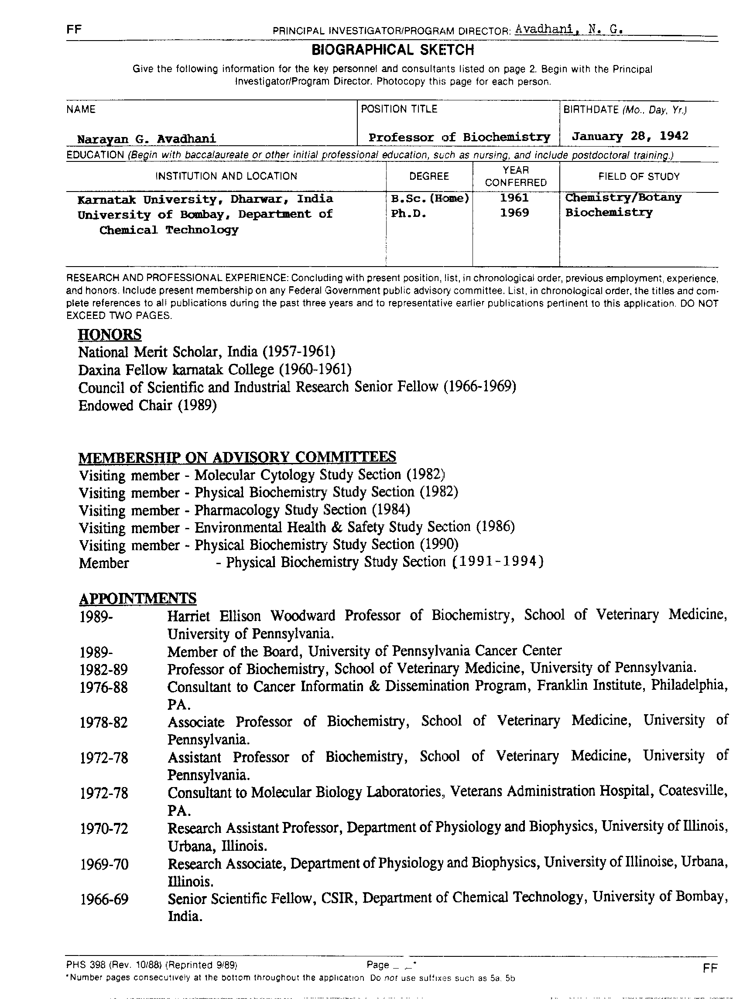 FF
PRINCIPAL INVESTIGATOR/PROGRAM DIRECTOR: Avadhani, N. G.
BIOGRAPHICAL SKETCH
Give the following information for the key personnel and consultants listed on page 2. Begin with the Principal
Investigator/Program Director. Photocopy this page for each person.
NAME POSITION TITLE BIRTHDATE (Mo., Day, Yr.)
Narayan G. Avadhani Professor of Biochemistry January 28, 1942
EDUCATION (Begin with baccalaureate or other initial professional education, such as nursing, and include postdoctoral training.)
INSTITUTION AND LOCATION DEGREE YEAR CONFERRED FIELD OF STUDY
Karnatak University, Dharwar, India B.Sc.(Home) 1961 Chemistry/Botany
University of Bombay, Department of Ph.D. 1969 Biochemistry
Chemical Technology
RESEARCH AND PROFESSIONAL EXPERIENCE: Concluding with present position, list, in chronological order, previous employment, experience,
and honors. Include present membership on any Federal Government public advisory committee. List, in chronological order, the titles and com-
plete references to all publications during the past three years and to representative earlier publications pertinent to this application. DO NOT
EXCEED TWO PAGES.
HONORS
National Merit Scholar, India (1957-1961)
Daxina Fellow karnatak College (1960-1961)
Council of Scientific and Industrial Research Senior Fellow (1966-1969)
Endowed Chair (1989)
MEMBERSHIP ON ADVISORY COMMITTEES
Visiting member - Molecular Cytology Study Section (1982)
Visiting member - Physical Biochemistry Study Section (1982)
Visiting member - Pharmacology Study Section (1984)
Visiting member - Environmental Health & Safety Study Section (1986)
Visiting member - Physical Biochemistry Study Section (1990)
Member - Physical Biochemistry Study Section (1991-1994)
APPOINTMENTS
1989- Harriet Ellison Woodward Professor of Biochemistry, School of Veterinary Medicine,
University of Pennsylvania.
1989- Member of the Board, University of Pennsylvania Cancer Center
1982-89 Professor of Biochemistry, School of Veterinary Medicine, University of Pennsylvania.
1976-88 Consultant to Cancer Informatin & Dissemination Program, Franklin Institute, Philadelphia,
PA.
1978-82 Associate Professor of Biochemistry, School of Veterinary Medicine, University of
Pennsylvania.
1972-78 Assistant Professor of Biochemistry, School of Veterinary Medicine, University of
Pennsylvania.
1972-78 Consultant to Molecular Biology Laboratories, Veterans Administration Hospital, Coatesville,
PA.
1970-72 Research Assistant Professor, Department of Physiology and Biophysics, University of Illinois,
Urbana, Illinois.
1969-70 Research Associate, Department of Physiology and Biophysics, University of Illinoise, Urbana,
Illinois.
1966-69 Senior Scientific Fellow, CSIR, Department of Chemical Technology, University of Bombay,
India.
PHS 398 (Rev. 10/88) (Reprinted 9/89) Page _ _* FF
*Number pages consecutively at the bottom throughout the application. Do not use suffixes such as 5a, 5b